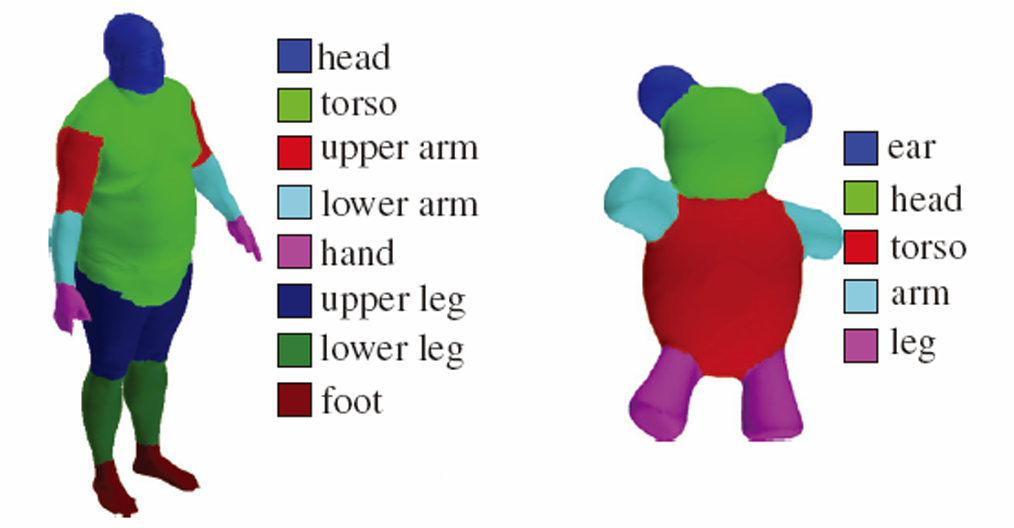 head
torso
upper arm
lower arm
hand
upper leg
lower leg
foot
ear
head
torso
arm
leg